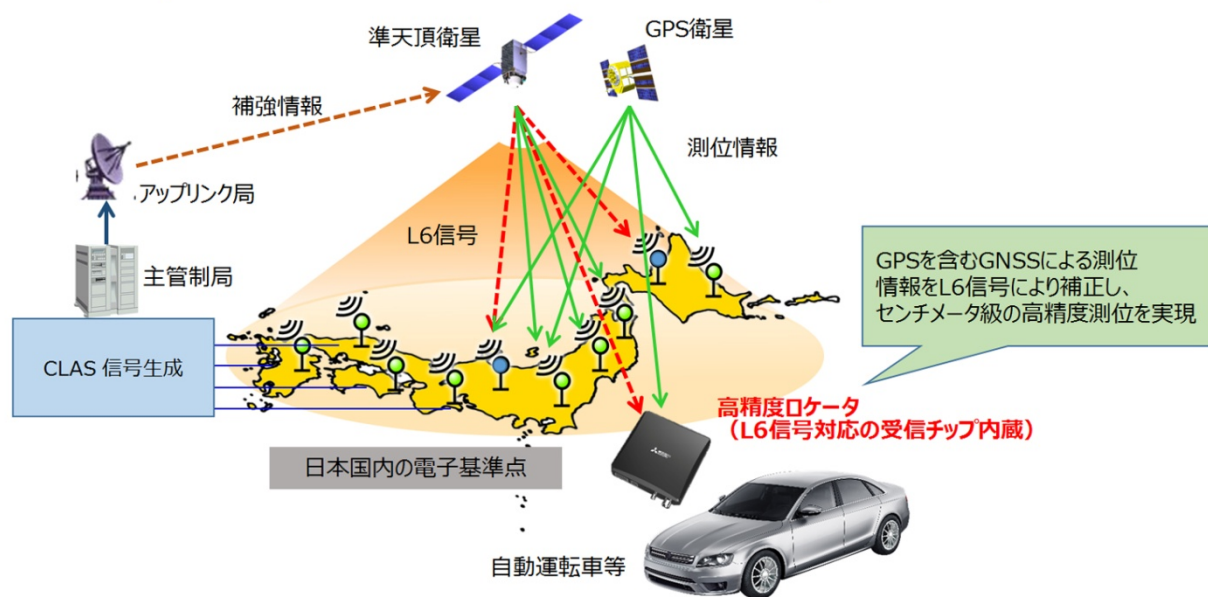 準天頂衛星
GPS衛星
補強情報
測位情報
アップリンク局
L6信号
主管制局
GPSを含むGNSSによる測位
情報をL6信号により補正し、
センチメータ級の高精度測位を実現
CLAS 信号生成
高精度ロケータ
（L6信号対応の受信チップ内蔵）
日本国内の電子基準点
自動運転車等